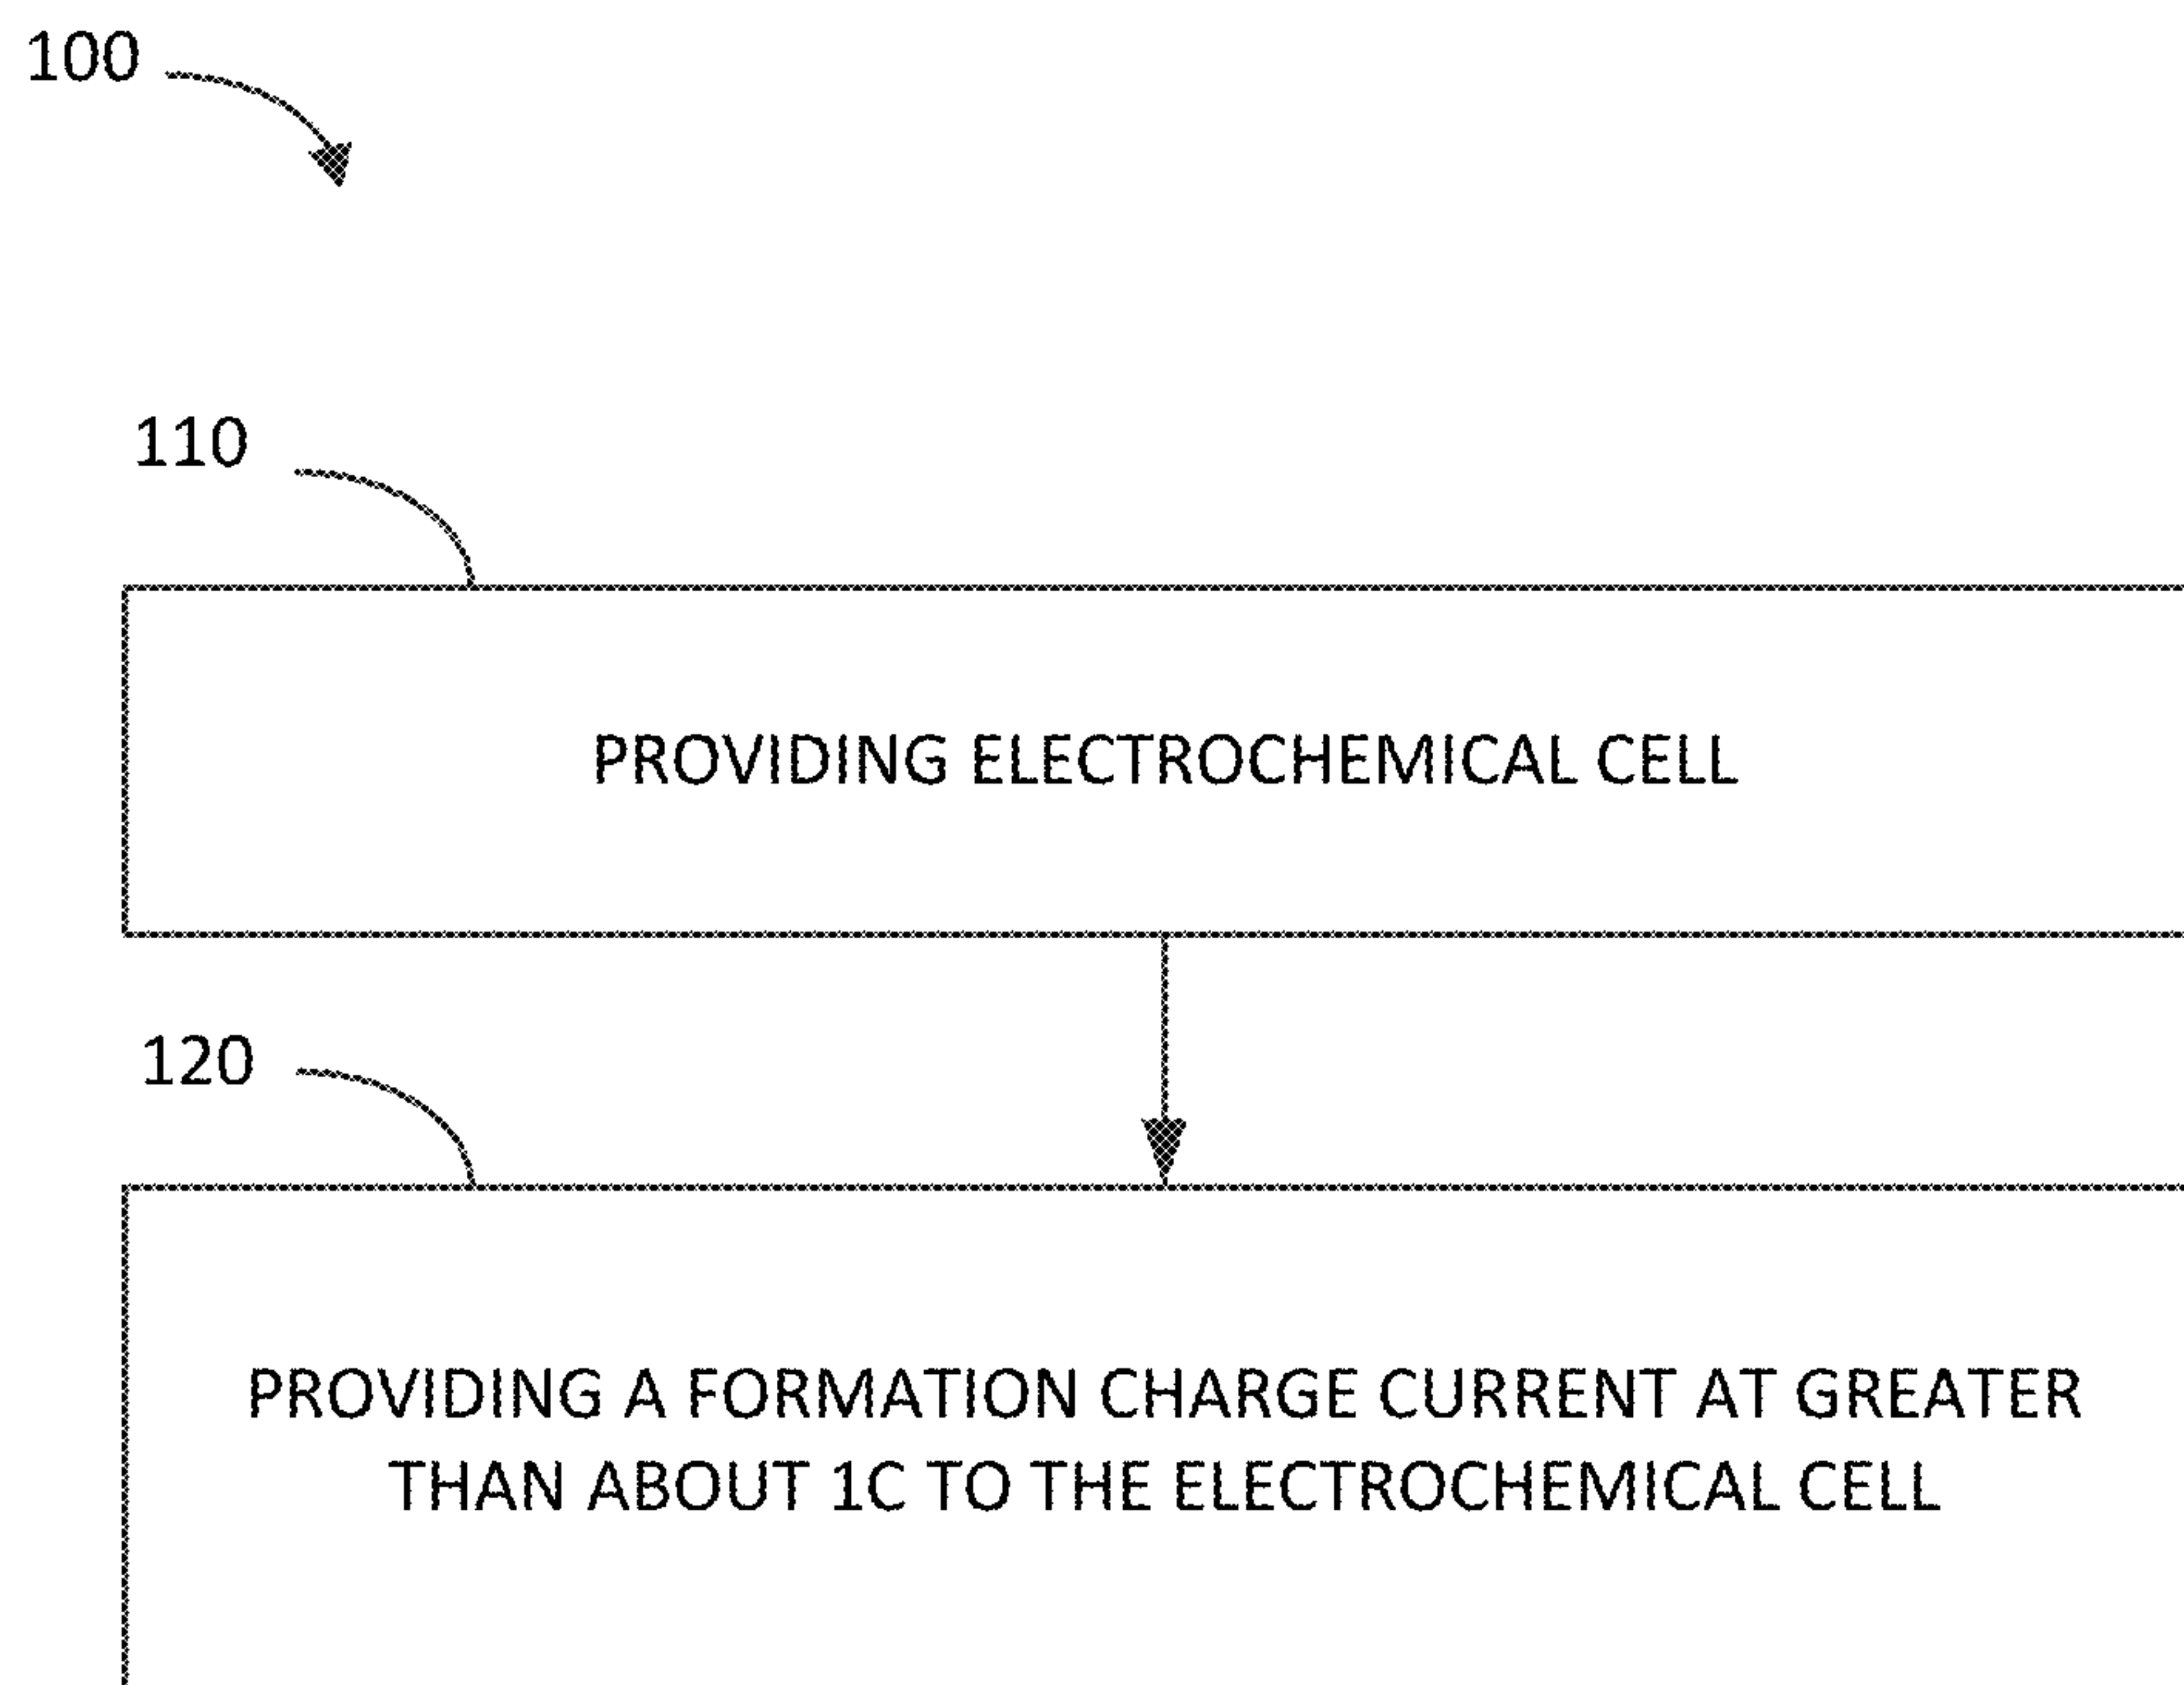 100
110
PROVIDING ELECTROCHEMICAL CELL
120
PROVIDING A FORMATION CHARGE CURRENT AT GREATER
THAN ABOUT 1C TO THE ELECTROCHEMICAL CELL